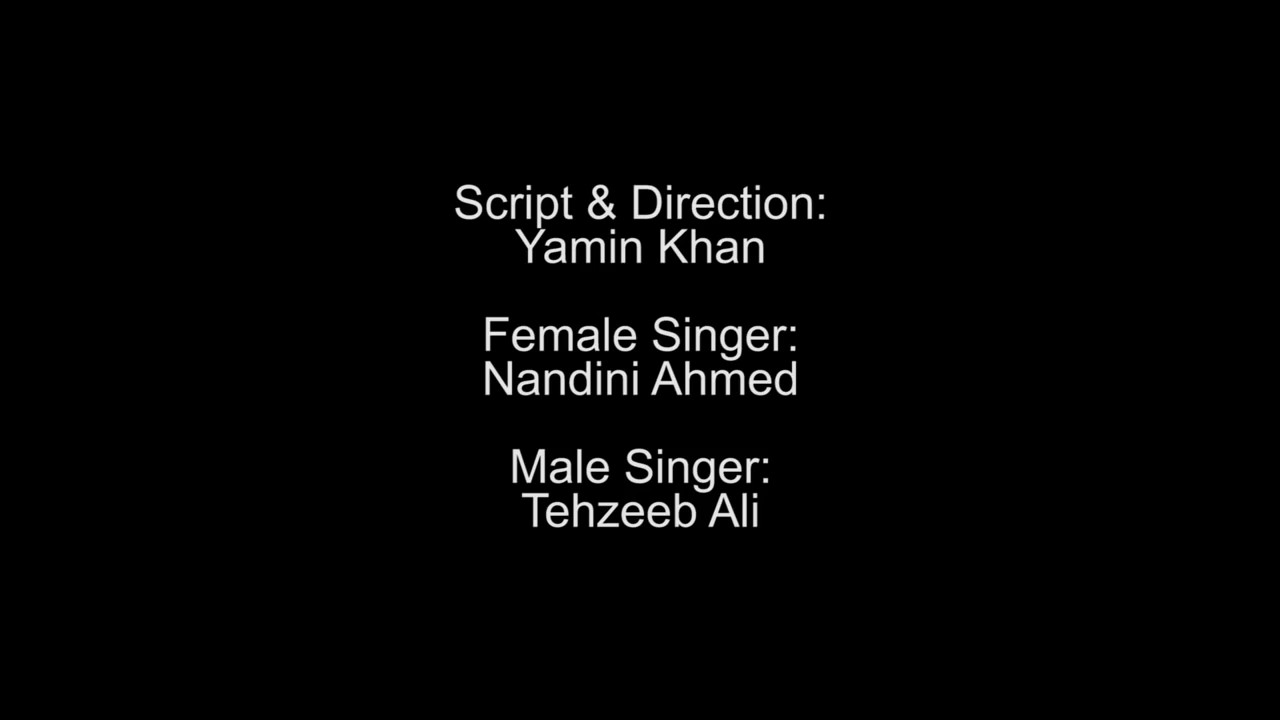 Script & Direction:
Yamin Khan
Female Singer:
Nandini Ahmed
Male Singer:
Tehzeeb Ali